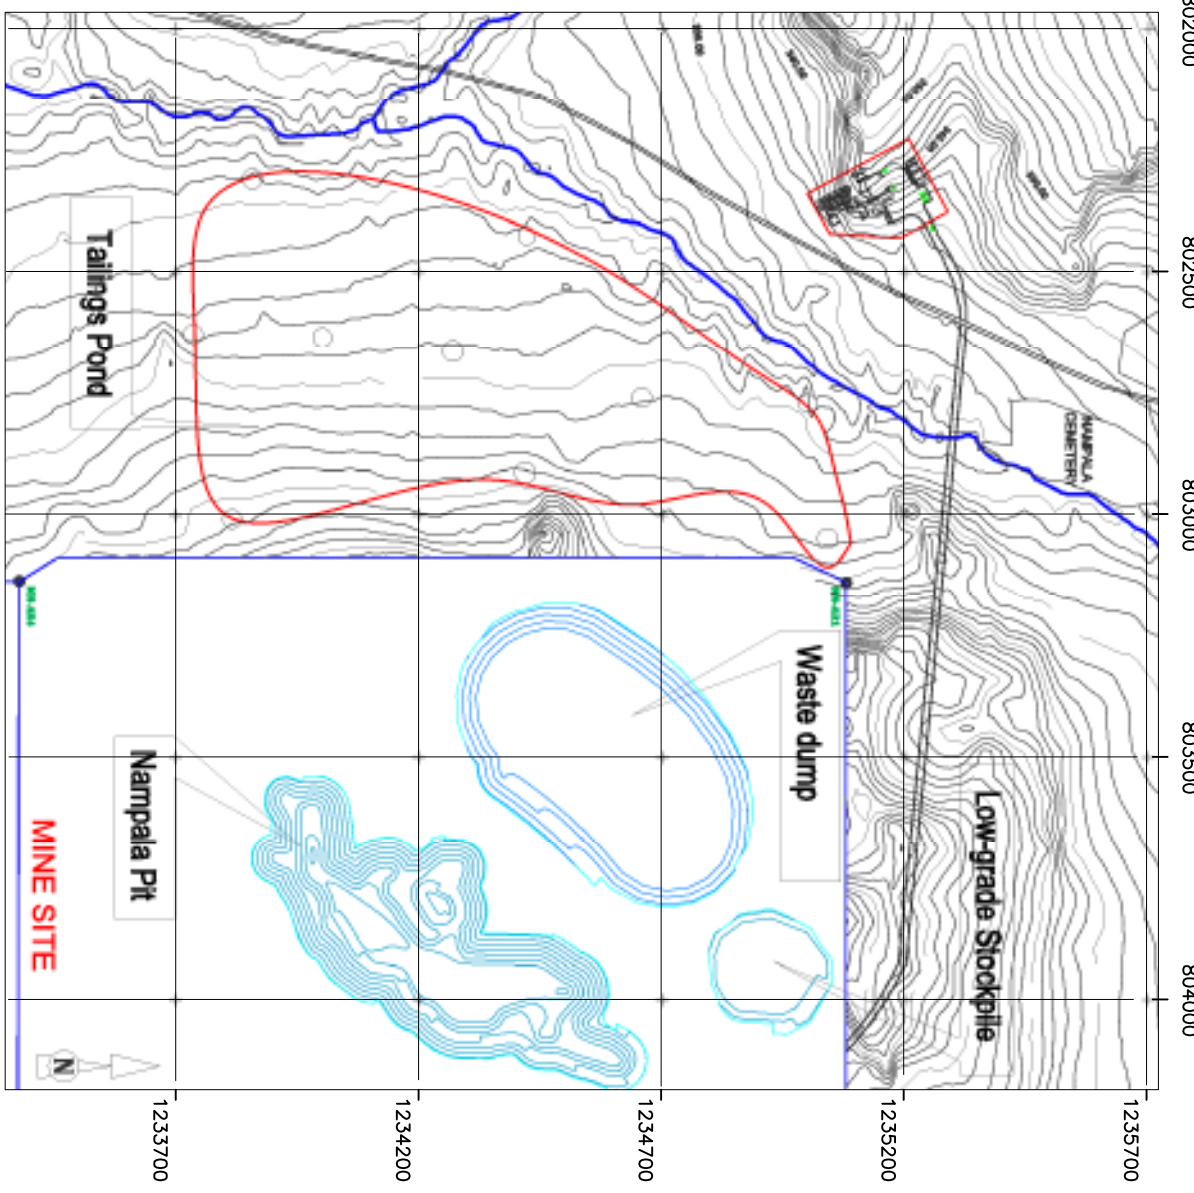 802000
802500
803000
803500
804000
1233700
1234200
1234700
1235200
1235700
NAMPALA
CEMETERY
Tailings Pond
Waste dump
Low-grade Stockpile
Nampala Pit
MINE SITE
N